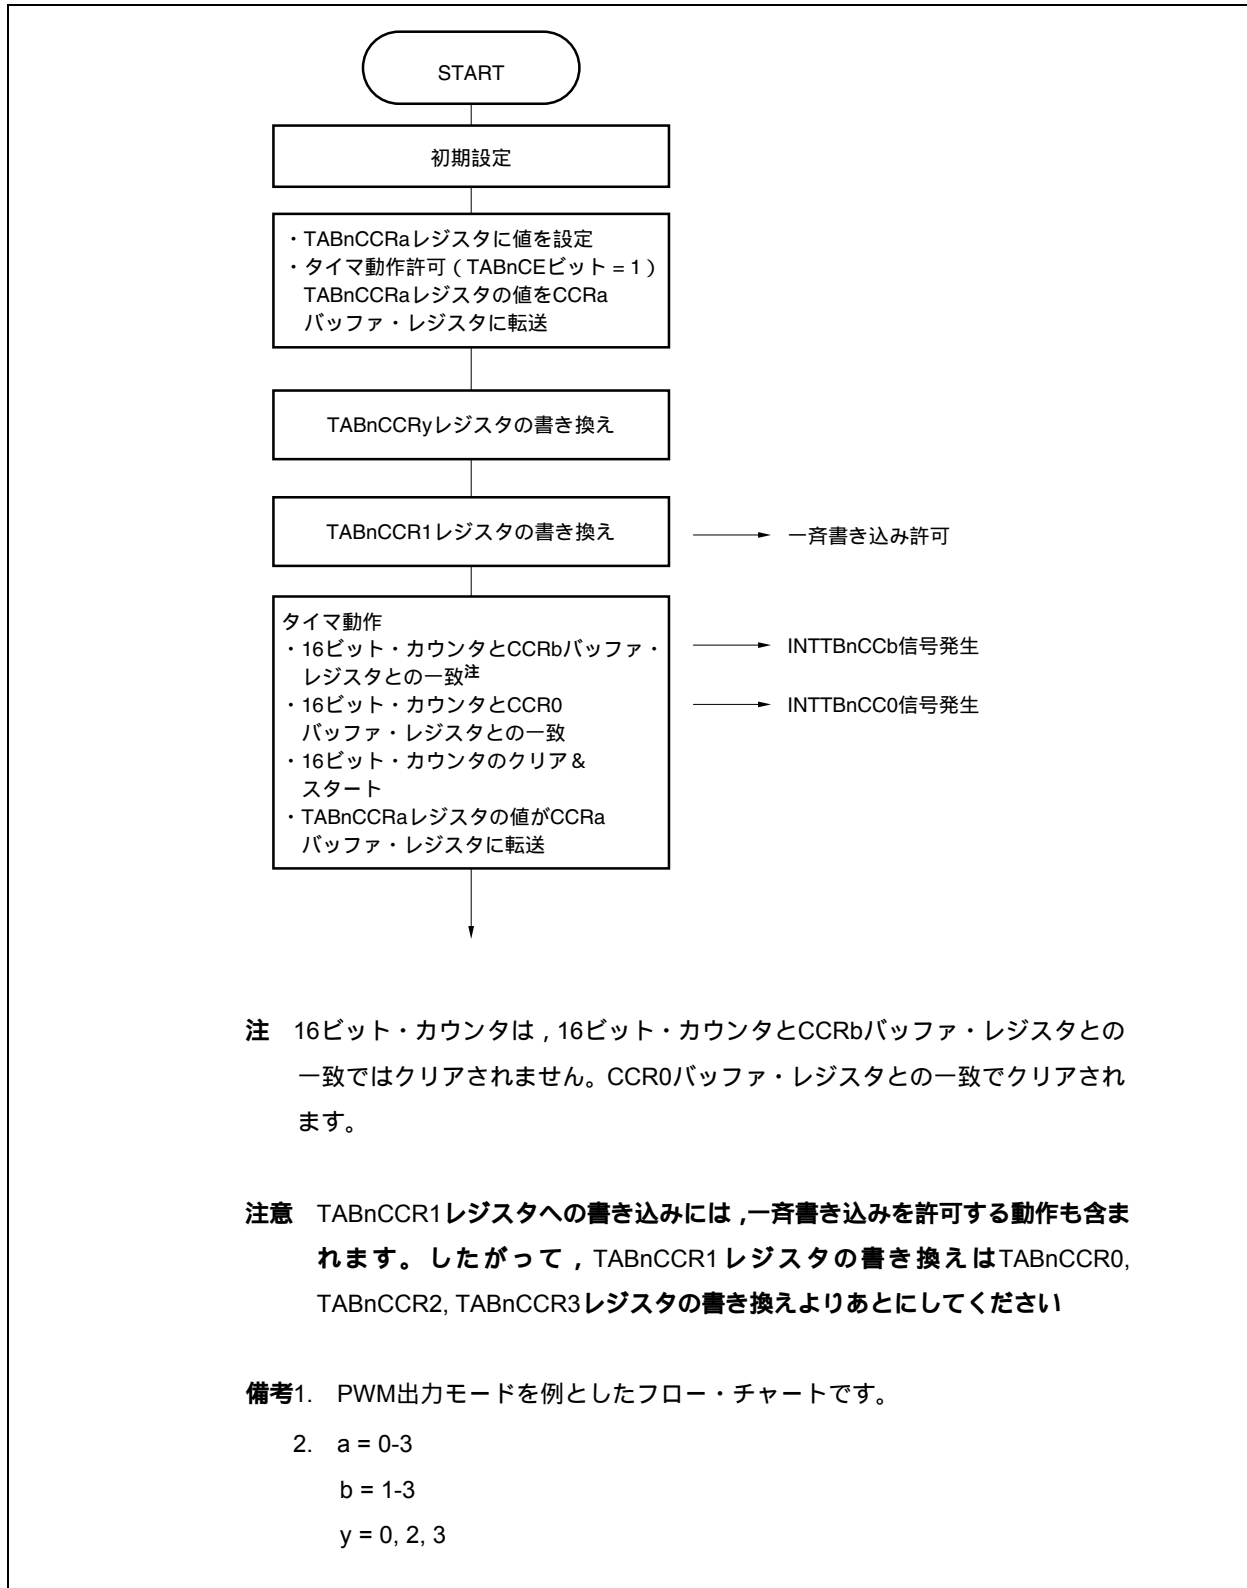 START
初期設定
・TABnCCRaレジスタに値を設定
・タイマ動作許可（TABnCEビット = 1）
TABnCCRaレジスタの値をCCRa
バッファ・レジスタに転送
TABnCCRyレジスタの書き換え
TABnCCR1レジスタの書き換え
一斉書き込み許可
タイマ動作
・16ビット・カウンタとCCRbバッファ・
レジスタとの一致注
・16ビット・カウンタとCCR0
バッファ・レジスタとの一致
・16ビット・カウンタのクリア＆
スタート
・TABnCCRaレジスタの値がCCRa
バッファ・レジスタに転送
INTTBnCCb信号発生
INTTBnCC0信号発生
注 16ビット・カウンタは，16ビット・カウンタとCCRbバッファ・レジスタとの
一致ではクリアされません。CCR0バッファ・レジスタとの一致でクリアされ
ます。
注意 TABnCCR1レジスタへの書き込みには，一斉書き込みを許可する動作も含ま
れます。したがって，TABnCCR1レジスタの書き換えはTABnCCR0,
TABnCCR2, TABnCCR3レジスタの書き換えよりあとにしてください
備考1. PWM出力モードを例としたフロー・チャートです。
2. a = 0-3
b = 1-3
y = 0, 2, 3